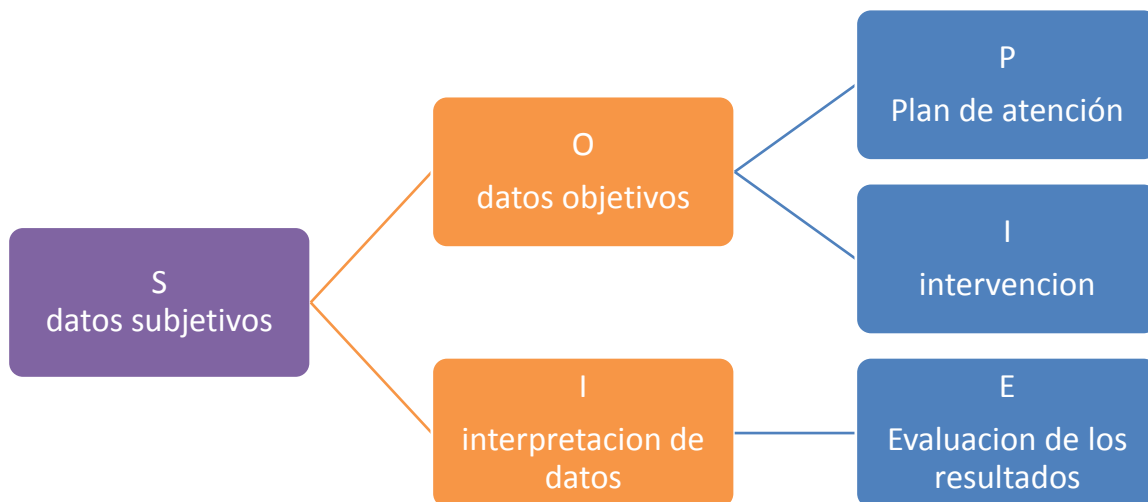 S
datos subjetivos
O
datos objetivos
I
interpretacion de
datos
P
Plan de atención
I
intervencion
E
Evaluacion de los
resultados